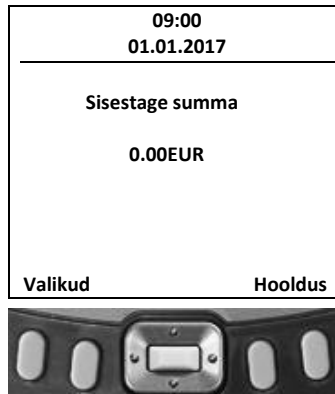 09:00
01.01.2017
Sisestage summa
0.00EUR
Valikud Hooldus